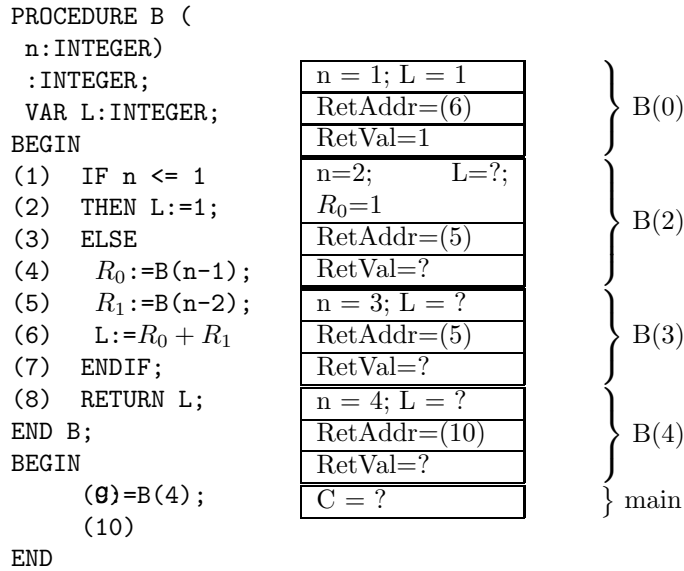 PROCEDURE B (
n:INTEGER)
:INTEGER;
VAR L:INTEGER;
BEGIN
(1) IF n <= 1
(2) THEN L:=1;
(3) ELSE
(4) R₀:=B(n-1);
(5) R₁:=B(n-2);
(6) L:=R₀ + R₁
(7) ENDIF;
(8) RETURN L;
END B;
BEGIN
(9)=B(4);
(10)
END
n = 1; L = 1
RetAddr=(6)
RetVal=1
B(0)
n=2; L=?;
R₀=1
RetAddr=(5)
RetVal=?
B(2)
n = 3; L = ?
RetAddr=(5)
RetVal=?
B(3)
n = 4; L = ?
RetAddr=(10)
RetVal=?
B(4)
C = ?
} main